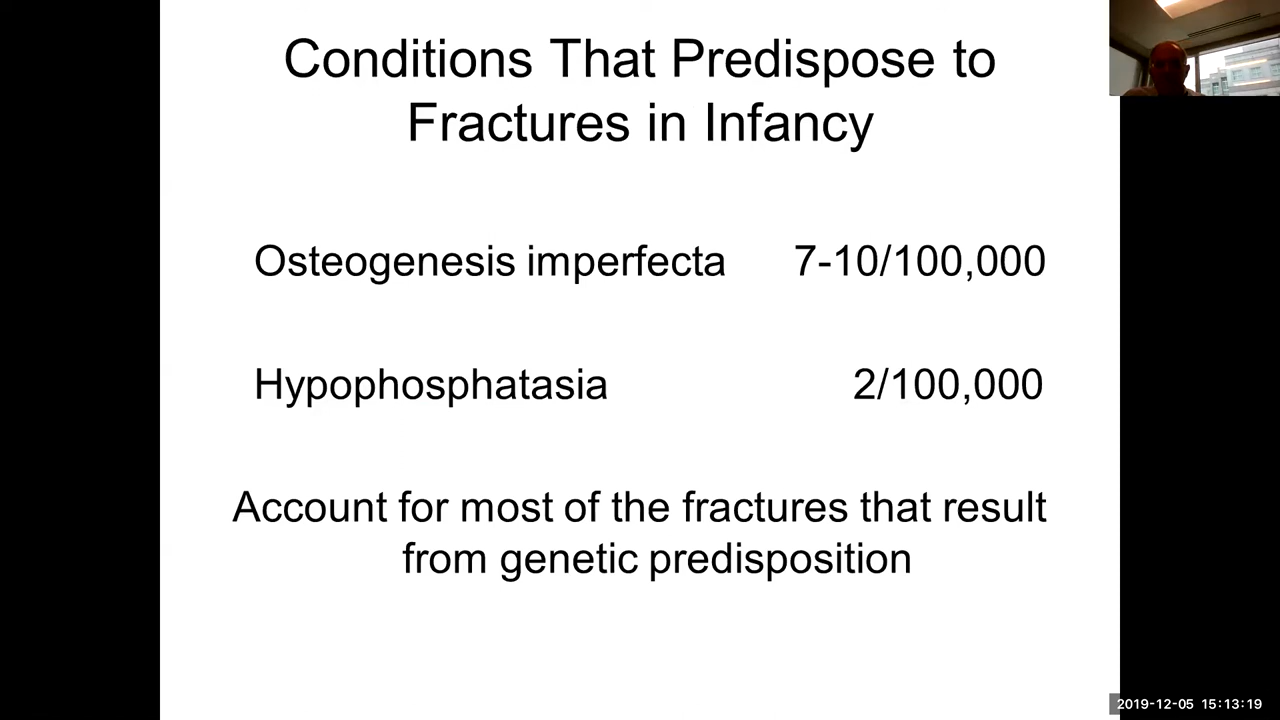 Conditions That Predispose to
Fractures in Infancy
Osteogenesis imperfecta 7-10/100,000
Hypophosphatasia 2/100,000
Account for most of the fractures that result
from genetic predisposition
2019-12-05 15:13:19